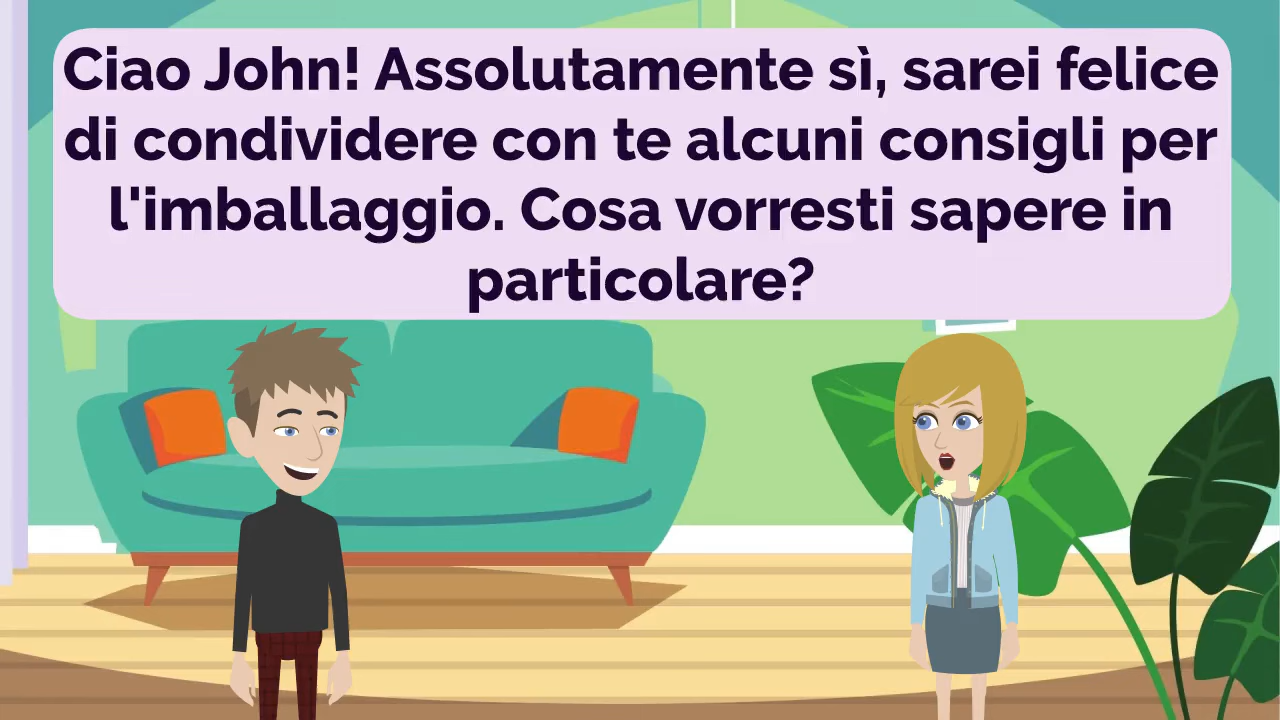 Ciao John! Assolutamente sì, sarei felice
di condividere con te alcuni consigli per
l'imballaggio. Cosa vorresti sapere in
particolare?